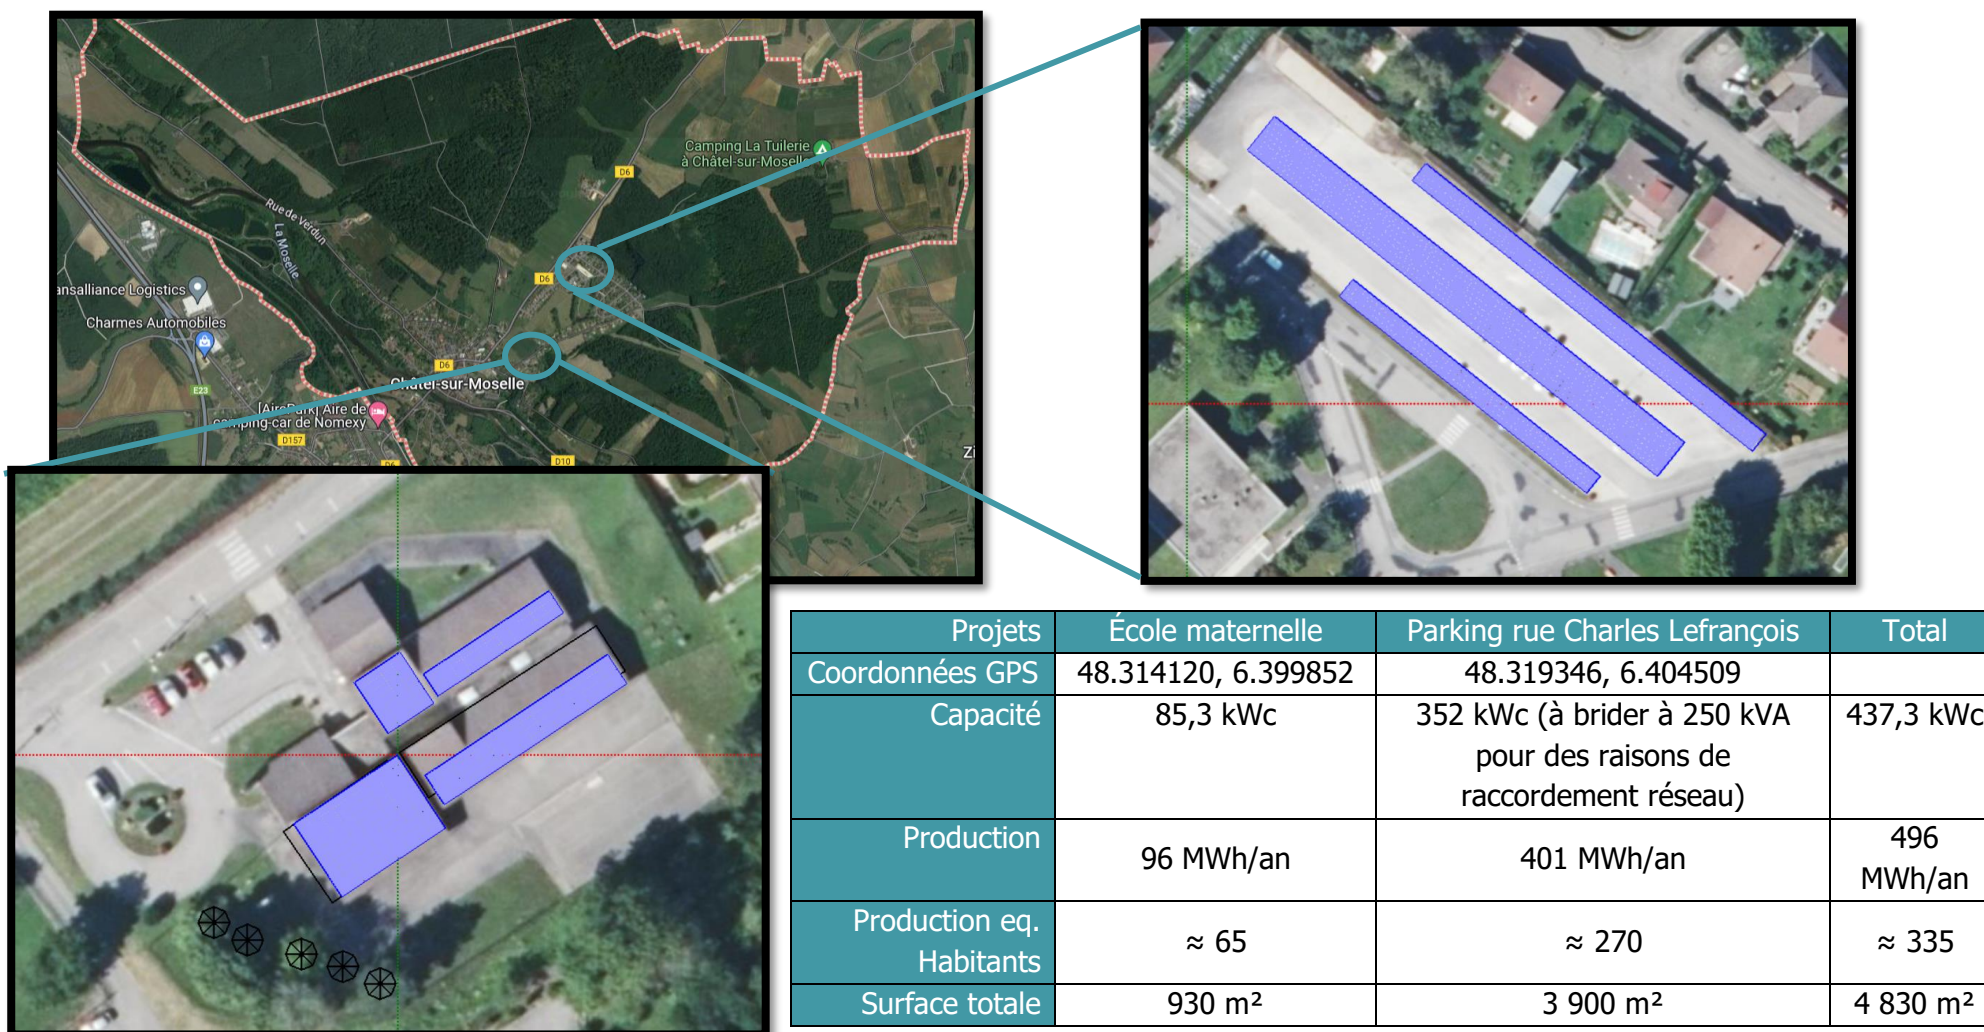 Camping La Tuilerie
à Châtel-sur-Moselle
D6
Rue de Verdun
La Moselle
D6
ansalliance Logistics
Charmes Automobiles
D6
E23
Châtel-sur-Moselle
[AirePark] Aire de
camping-car de Nomexy
D157
D6
D10
Zi
Projets École maternelle Parking rue Charles Lefrançois Total
Coordonnées GPS 48.314120, 6.399852 48.319346, 6.404509
Capacité 85,3 kWc 352 kWc (à brider à 250 kVA 437,3 kWc
pour des raisons de
raccordement réseau)
Production 96 MWh/an 401 MWh/an 496
MWh/an
Production eq.
Habitants ≈ 65 ≈ 270 ≈ 335
Surface totale 930 m² 3 900 m² 4 830 m²